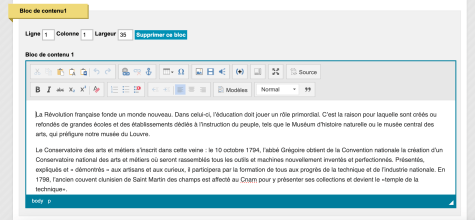 Bloc de contenu1
Ligne 1 Colonne 1 Largeur 35 Supprimer ce bloc
Bloc de contenu 1
Source
B I abc X₂ X² Modèles Normal
La Révolution française fonde un monde nouveau. Dans celui-ci, l'éducation doit jouer un rôle primordial. C'est la raison pour laquelle sont créés ou
refondés de grandes écoles et des établissements dédiés à l'instruction du peuple, tels que le Muséum d'histoire naturelle ou le musée central des
arts, qui préfigure notre musée du Louvre.
Le Conservatoire des arts et métiers s'inscrit dans cette veine : le 10 octobre 1794, l'abbé Grégoire obtient de la Convention nationale la création d'un
Conservatoire national des arts et métiers où seront rassemblés tous les outils et machines nouvellement inventés et perfectionnés. Présentés,
expliqués et « démontrés » aux artisans et aux curieux, il participera par la formation de tous aux progrès de la technique et de l'industrie nationale. En
1798, l'ancien couvent clunisien de Saint Martin des champs est affecté au Cnam pour y présenter ses collections et devient le «temple de la
technique».
body p